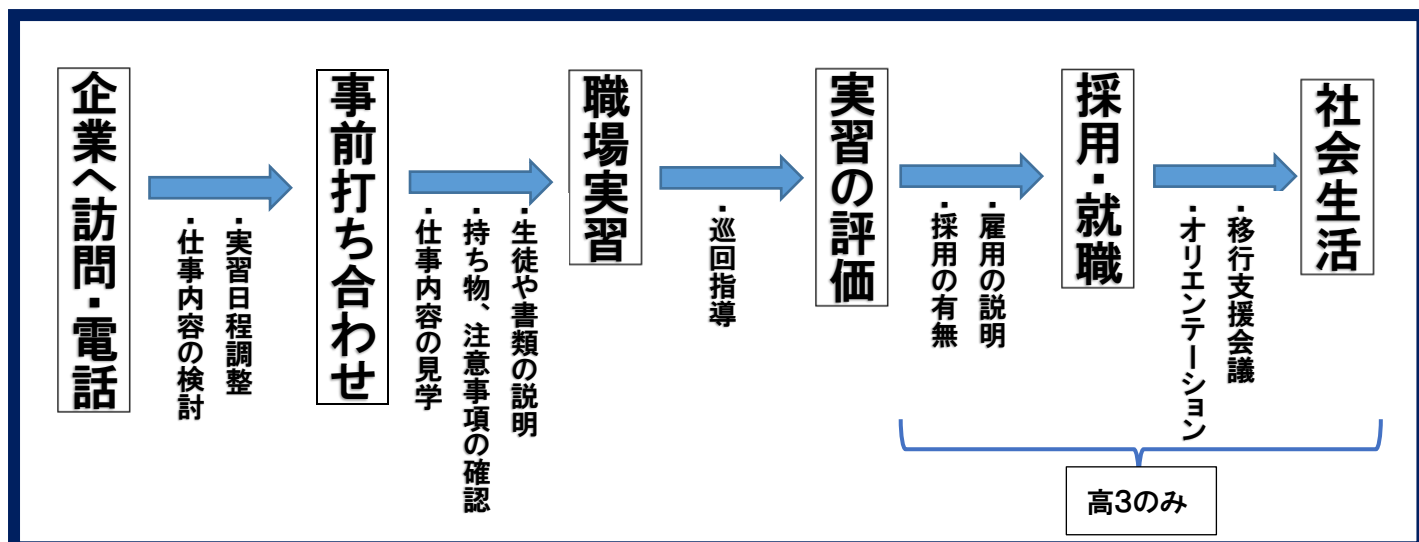 企業へ訪問・電話
・実習日程調整
・仕事内容の検討
事前打ち合わせ
・生徒や書類の説明
・持ち物、注意事項の確認
・仕事内容の見学
職場実習
・巡回指導
実習の評価
・雇用の説明
・採用の有無
採用・就職
・移行支援会議
・オリエンテーション
社会生活
高3のみ